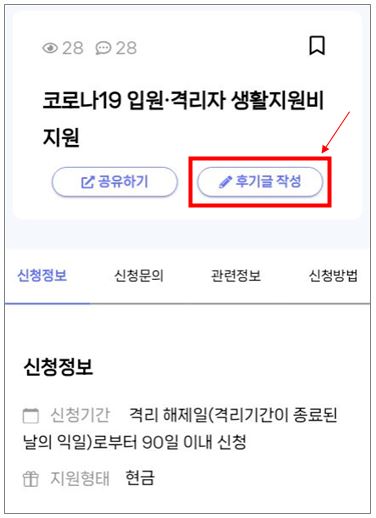 28 28
코로나19 입원·격리자 생활지원비
지원
공유하기 후기글 작성
신청정보 신청문의 관련정보 신청방법
신청정보
신청기간 격리 해제일(격리기간이 종료된
날의 익일)로부터 90일 이내 신청
지원형태 현금